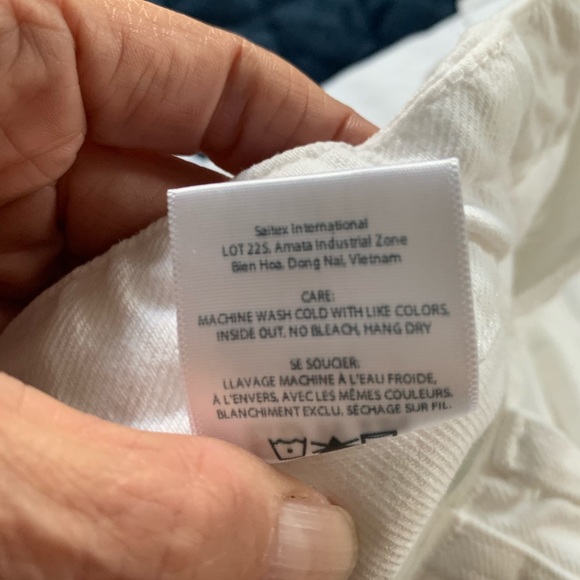 Saitex International
LOT 225, Amata Industrial Zone
Bien Hoa, Dong Nai, Vietnam
CARE:
MACHINE WASH COLD WITH LIKE COLORS,
INSIDE OUT, NO BLEACH, HANG DRY
SE SOUCIER:
LLAVAGE MACHINE À L'EAU FROIDE,
À L'ENVERS, AVEC LES MÊMES COULEURS.
BLANCHIMENT EXCLU. SÉCHAGE SUR FIL.